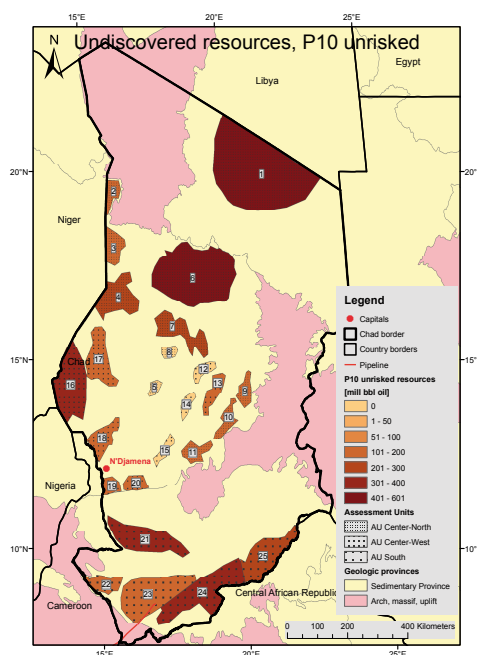 15°E 20°E 25°E
Undiscovered resources, P10 unrisked
N
Egypt
Libya
1
20°N 20°
2
Niger
3
6
4
7
Legend
Capitals
Chad border
Country borders
Pipeline
P10 unrisked resources
[mill bbl oil]
0
1 - 50
51 - 100
101 - 200
201 - 300
301 - 400
401 - 601
Assessment Units
AU Center-North
AU Center-West
AU South
Geologic provinces
Sedimentary Province
Arch, massif, uplift
15°N 15°
8
Chad
17
12
16
5
13
9
14
10
18
15
11
N'Djamena
Nigeria
19
20
21
10°N 10°
25
22
23
24
Central African Republic
Cameroon
0 100 200 400 Kilometers
15°E 20°E 25°E